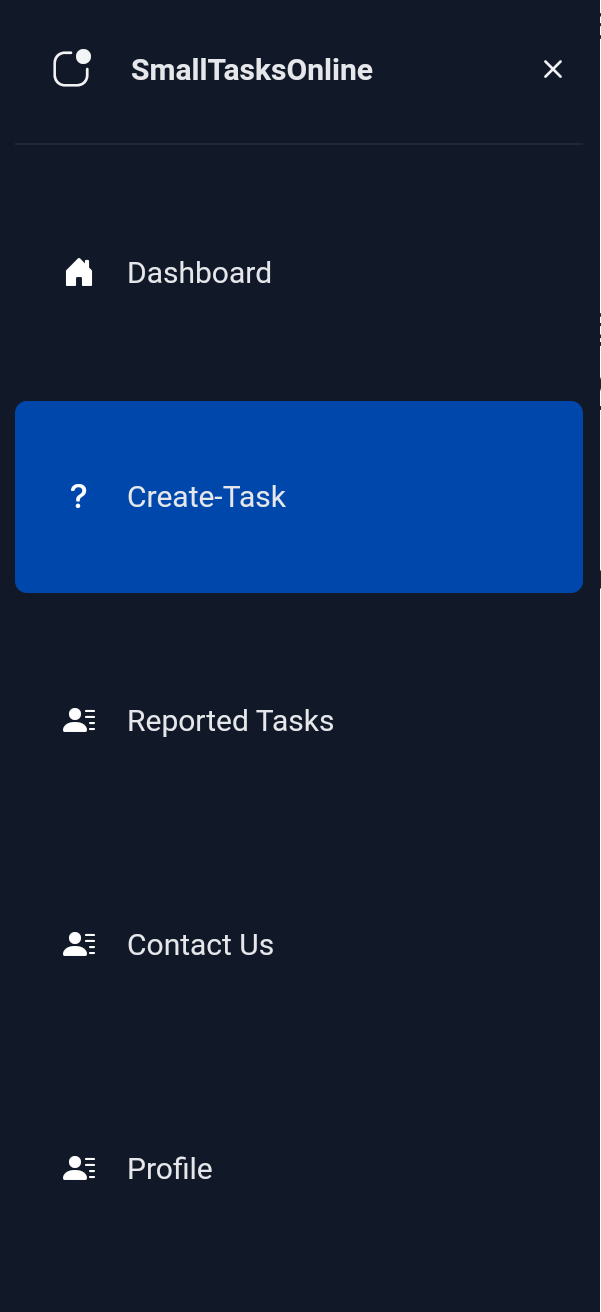 SmallTasksOnline
Dashboard
? Create-Task
Reported Tasks
Contact Us
Profile